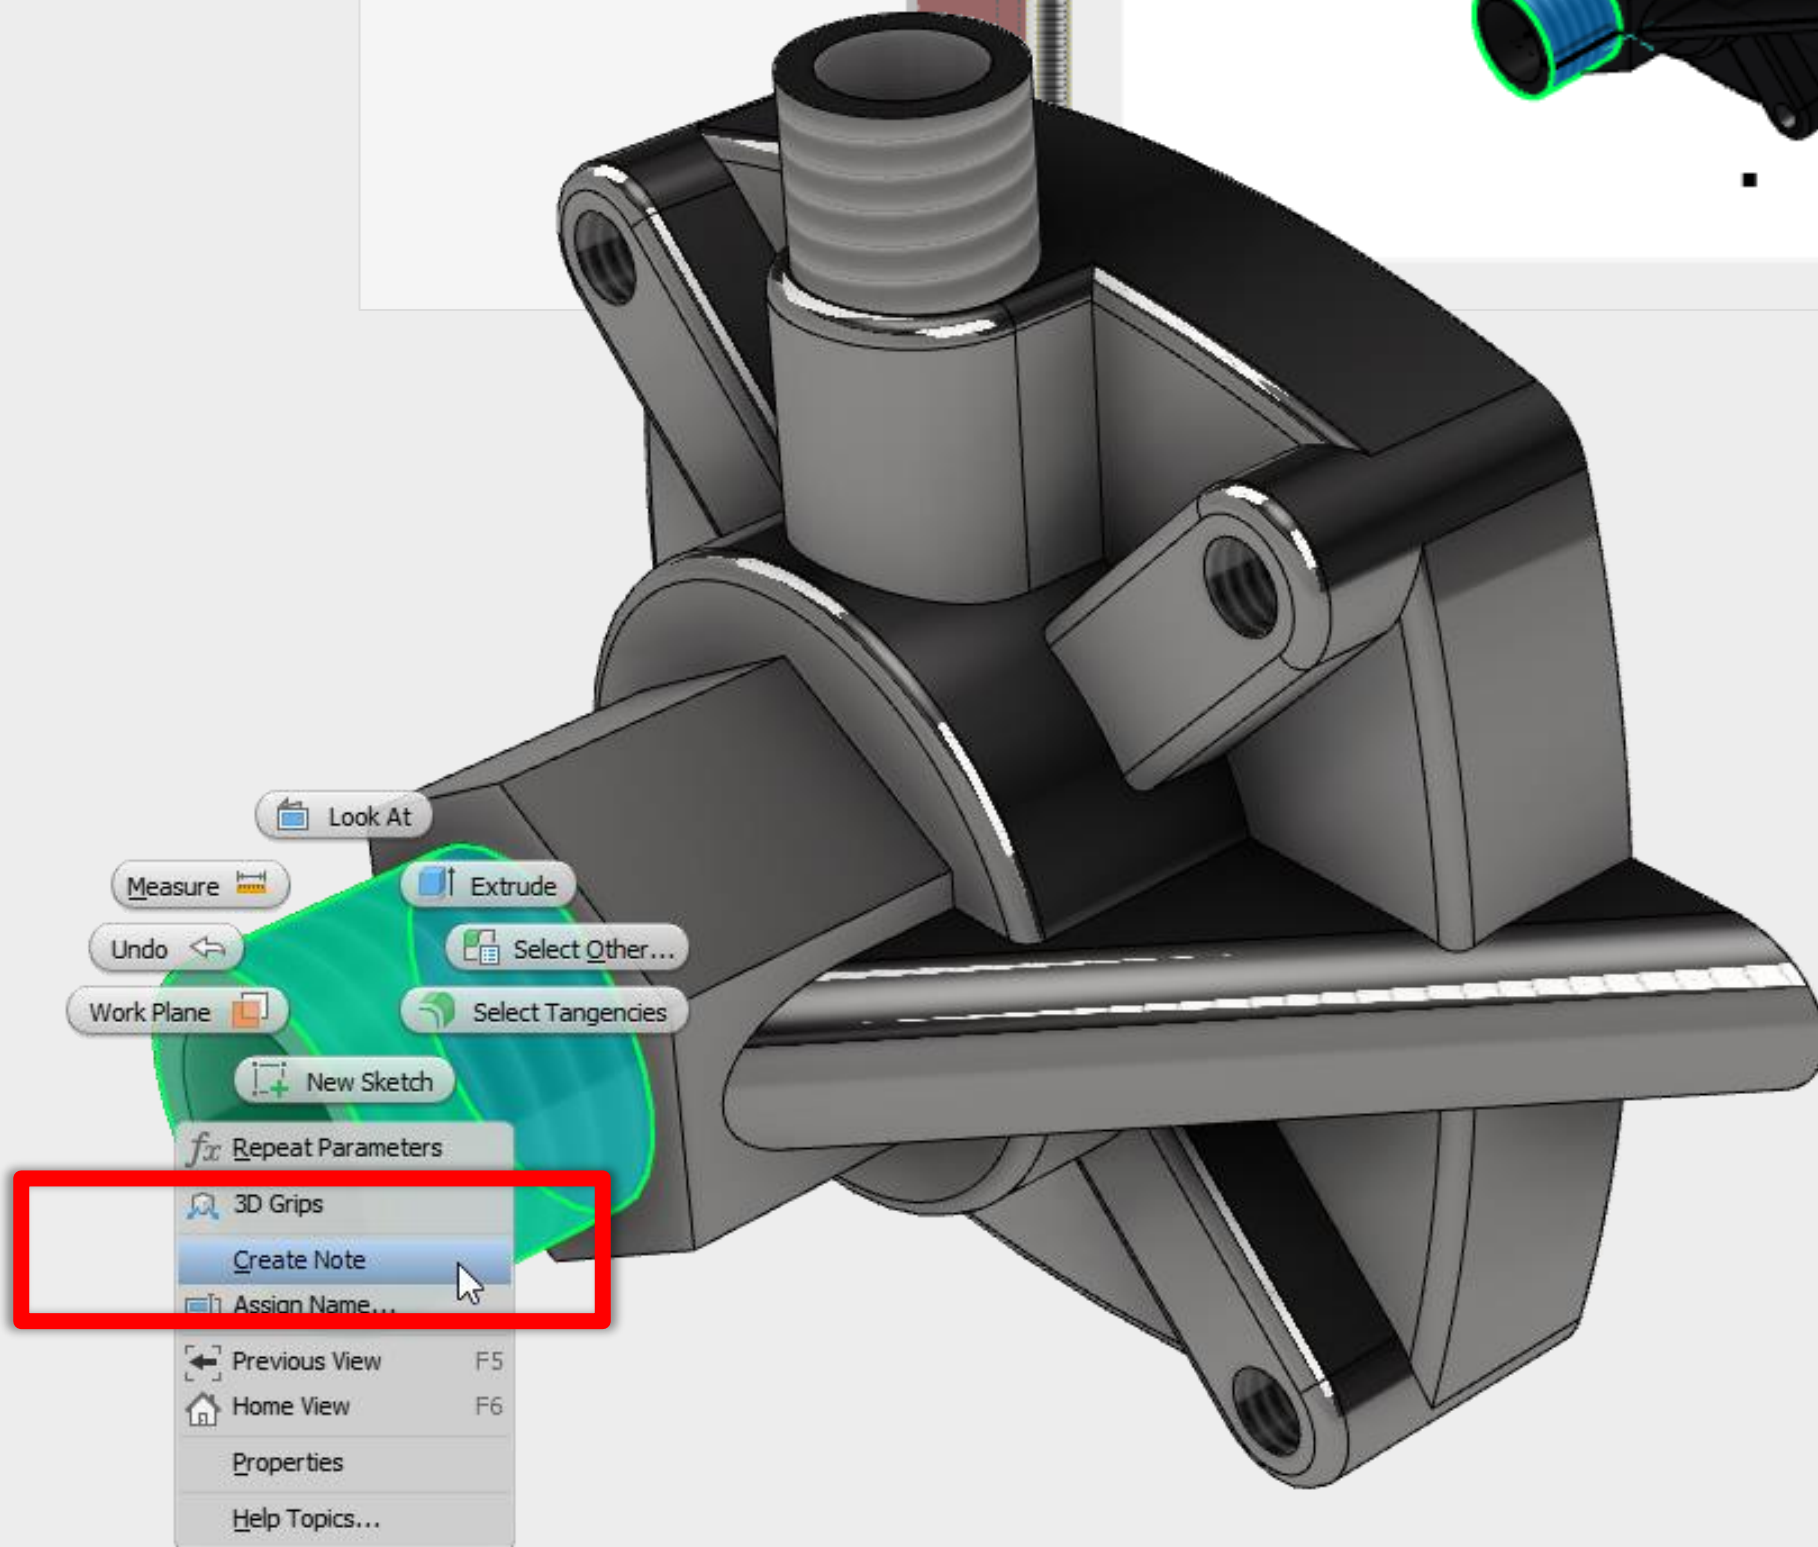 Look At
Measure
Extrude
Undo
Select Other...
Work Plane
Select Tangencies
New Sketch
fx Repeat Parameters
3D Grips
Create Note
Assign Name...
Previous View F5
Home View F6
Properties
Help Topics...